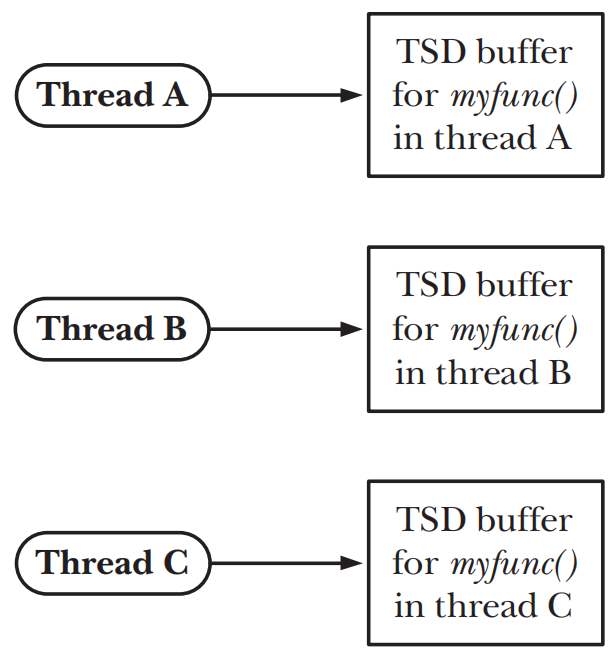 Thread A
TSD buffer
for myfunc()
in thread A
Thread B
TSD buffer
for myfunc()
in thread B
Thread C
TSD buffer
for myfunc()
in thread C